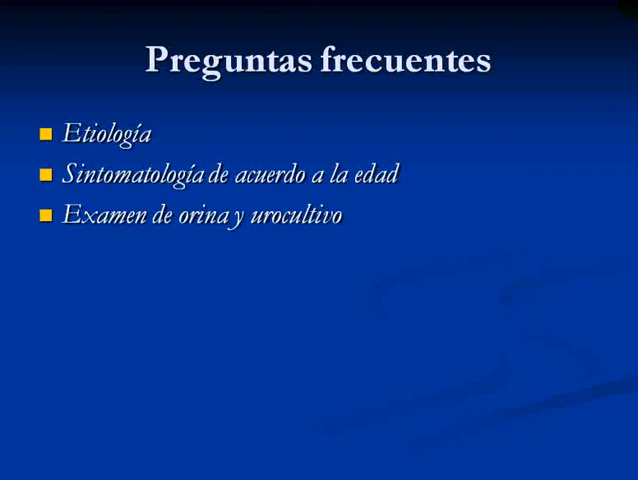 Preguntas frecuentes
Etiología
Sintomatología de acuerdo a la edad
Examen de orina y urocultivo